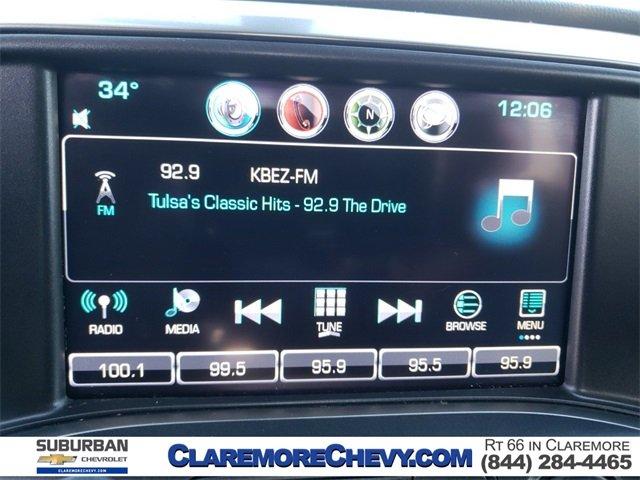 34°
12:06
N
92.9 KBEZ-FM
FM
Tulsa's Classic Hits - 92.9 The Drive
RADIO MEDIA TUNE BROWSE MENU
100.1 99.5 95.9 95.5 95.9
SUBURBAN
CHEVROLET
CLAREMORECHEVY.COM
CLAREMORECHEVY.COM
RT 66 IN CLAREMORE
(844) 284-4465